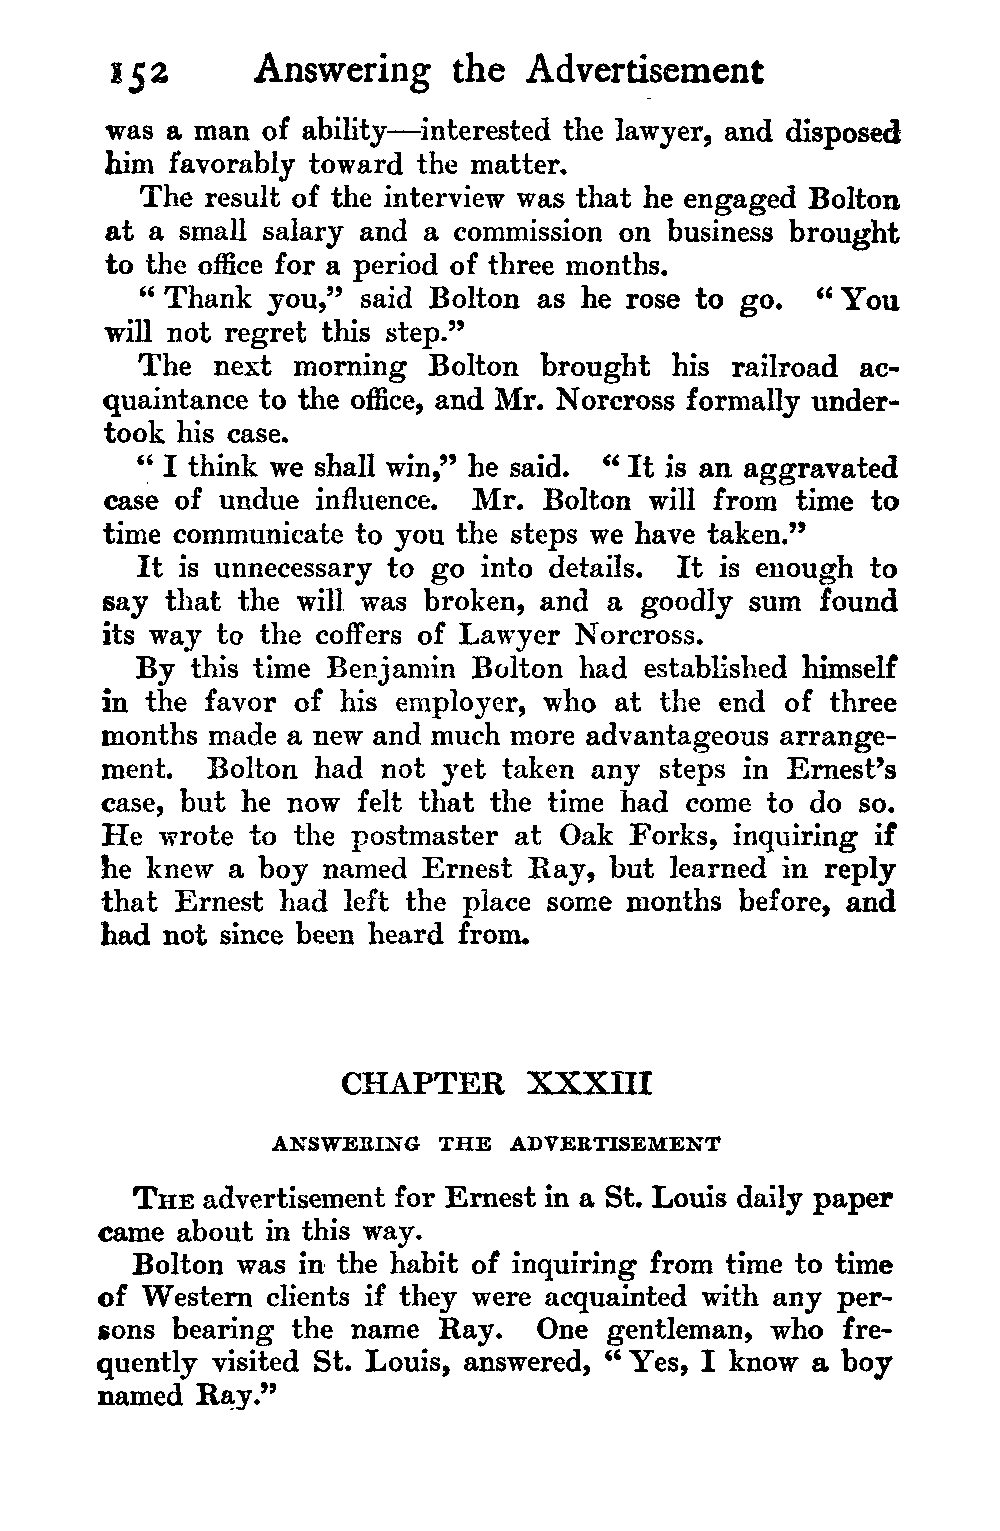 152 Answering the Advertisement
was a man of ability—interested the lawyer, and disposed
him favorably toward the matter.
The result of the interview was that he engaged Bolton
at a small salary and a commission on business brought
to the office for a period of three months.
“ Thank you,” said Bolton as he rose to go. “ You
will not regret this step.”
The next morning Bolton brought his railroad ac-
quaintance to the office, and Mr. Norcross formally under-
took his case.
“ I think we shall win,” he said. “ It is an aggravated
case of undue influence. Mr. Bolton will from time to
time communicate to you the steps we have taken.”
It is unnecessary to go into details. It is enough to
say that the will was broken, and a goodly sum found
its way to the coffers of Lawyer Norcross.
By this time Benjamin Bolton had established himself
in the favor of his employer, who at the end of three
months made a new and much more advantageous arrange-
ment. Bolton had not yet taken any steps in Ernest’s
case, but he now felt that the time had come to do so.
He wrote to the postmaster at Oak Forks, inquiring if
he knew a boy named Ernest Ray, but learned in reply
that Ernest had left the place some months before, and
had not since been heard from.
CHAPTER XXXIII
ANSWERING THE ADVERTISEMENT
THE advertisement for Ernest in a St. Louis daily paper
came about in this way.
Bolton was in the habit of inquiring from time to time
of Western clients if they were acquainted with any per-
sons bearing the name Ray. One gentleman, who fre-
quently visited St. Louis, answered, “ Yes, I know a boy
named Ray.”